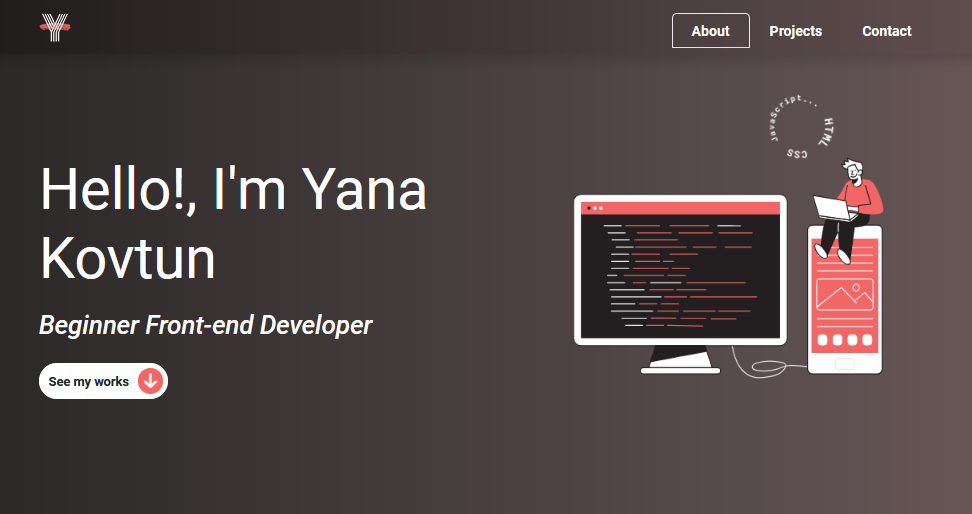 Y
About Projects Contact
JavaScript... HTML CSS
Hello!, I'm Yana
Kovtun
Beginner Front-end Developer
See my works